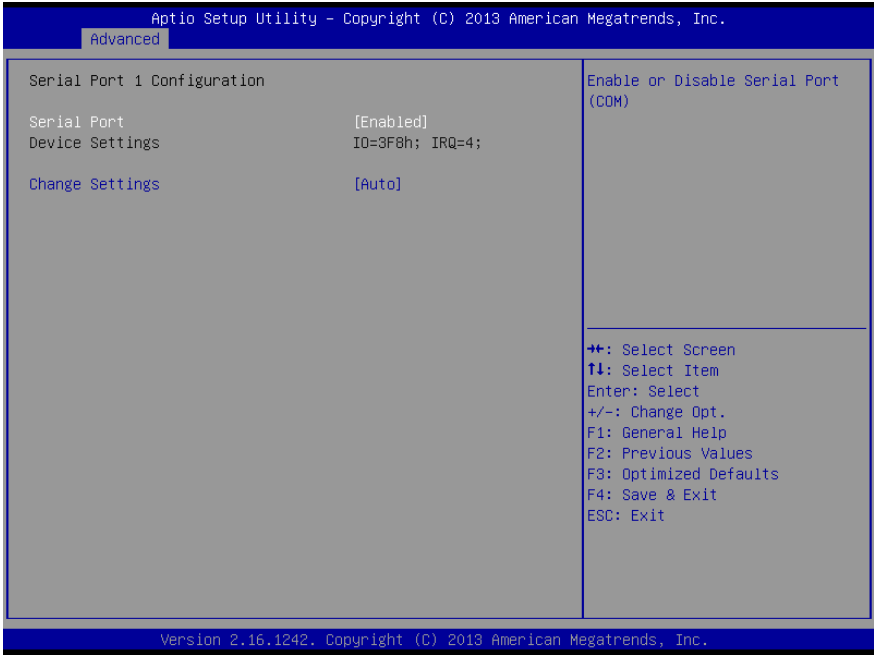 Aptio Setup Utility – Copyright (C) 2013 American Megatrends, Inc.
Advanced
Serial Port 1 Configuration
Serial Port [Enabled]
Device Settings IO=3F8h; IRQ=4;
Change Settings [Auto]
Enable or Disable Serial Port
(COM)
→←: Select Screen
↑↓: Select Item
Enter: Select
+/-: Change Opt.
F1: General Help
F2: Previous Values
F3: Optimized Defaults
F4: Save & Exit
ESC: Exit
Version 2.16.1242. Copyright (C) 2013 American Megatrends, Inc.